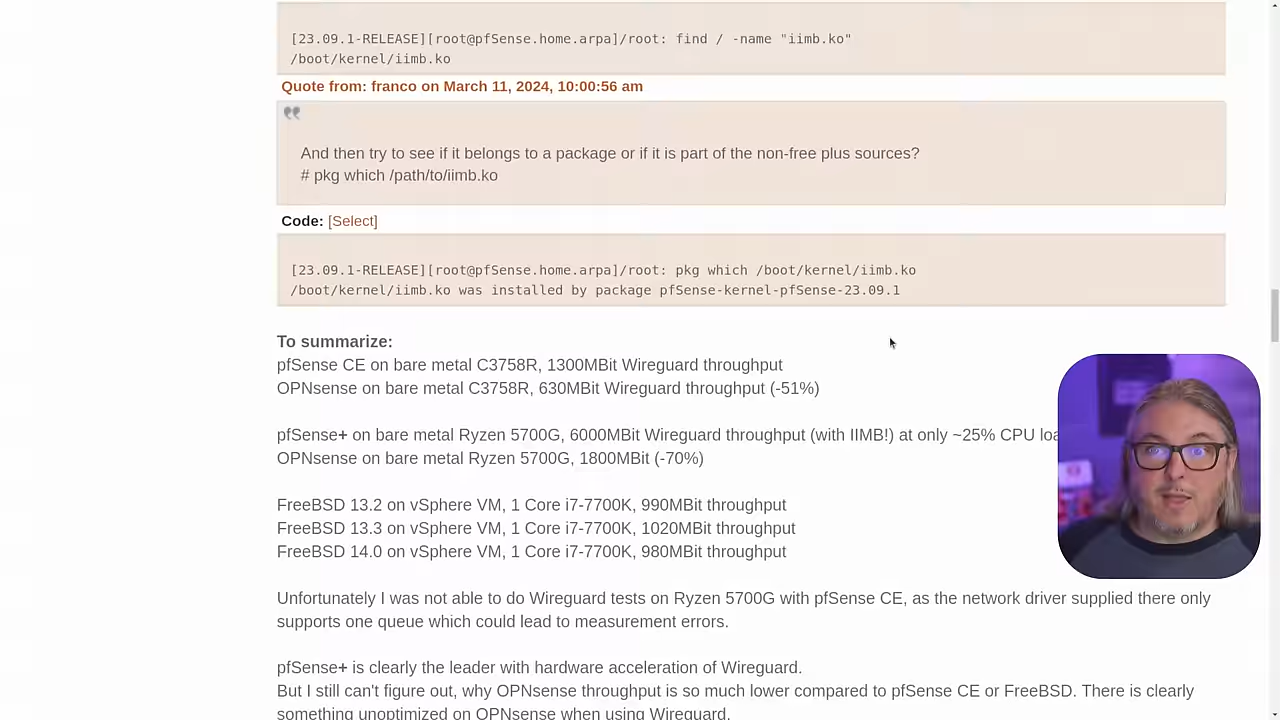 [23.09.1-RELEASE][root@pfSense.home.arpa]/root: find / -name "iimb.ko"
/boot/kernel/iimb.ko
Quote from: franco on March 11, 2024, 10:00:56 am
And then try to see if it belongs to a package or if it is part of the non-free plus sources?
# pkg which /path/to/iimb.ko
Code: [Select]
[23.09.1-RELEASE][root@pfSense.home.arpa]/root: pkg which /boot/kernel/iimb.ko
/boot/kernel/iimb.ko was installed by package pfSense-kernel-pfSense-23.09.1
To summarize:
pfSense CE on bare metal C3758R, 1300MBit Wireguard throughput
OPNsense on bare metal C3758R, 630MBit Wireguard throughput (-51%)
pfSense+ on bare metal Ryzen 5700G, 6000MBit Wireguard throughput (with IIMB!) at only ~25% CPU
OPNsense on bare metal Ryzen 5700G, 1800MBit (-70%)
FreeBSD 13.2 on vSphere VM, 1 Core i7-7700K, 990MBit throughput
FreeBSD 13.3 on vSphere VM, 1 Core i7-7700K, 1020MBit throughput
FreeBSD 14.0 on vSphere VM, 1 Core i7-7700K, 980MBit throughput
Unfortunately I was not able to do Wireguard tests on Ryzen 5700G with pfSense CE, as the network driver supplied there only
supports one queue which could lead to measurement errors.
pfSense+ is clearly the leader with hardware acceleration of Wireguard.
But I still can't figure out, why OPNsense throughput is so much lower compared to pfSense CE or FreeBSD. There is clearly
something unoptimized on OPNsense when using Wireguard.